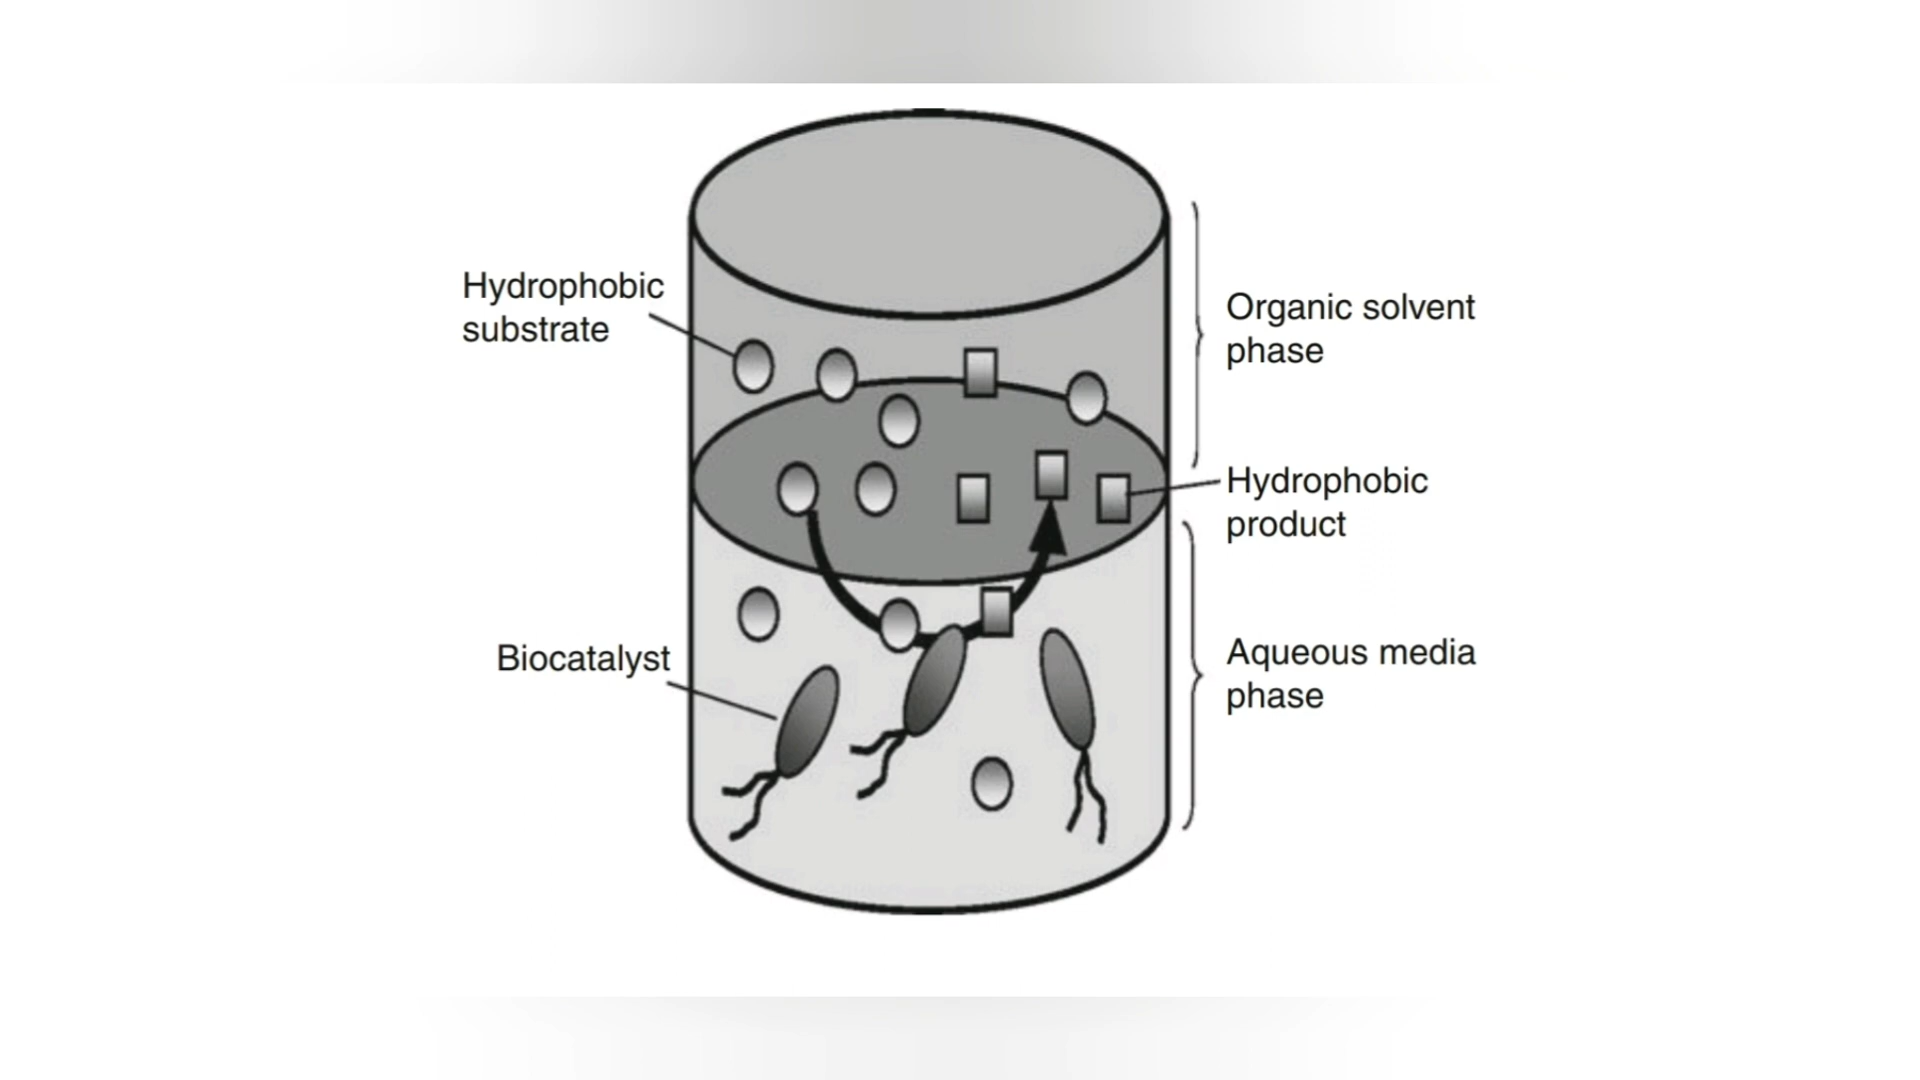 Hydrophobic
substrate
Organic solvent
phase
Hydrophobic
product
Biocatalyst
Aqueous media
phase